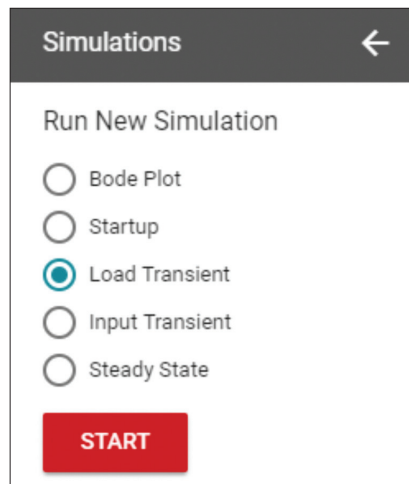 Simulations
Run New Simulation
Bode Plot
Startup
Load Transient
Input Transient
Steady State
START